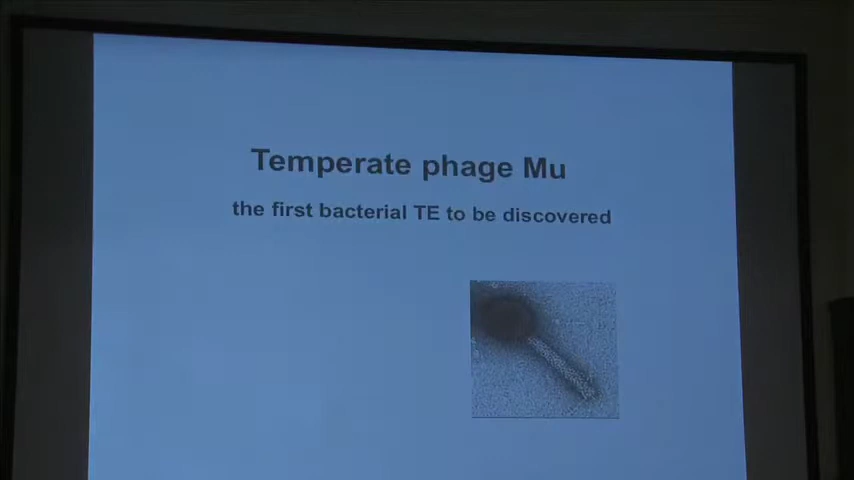 Temperate phage Mu
the first bacterial TE to be discovered